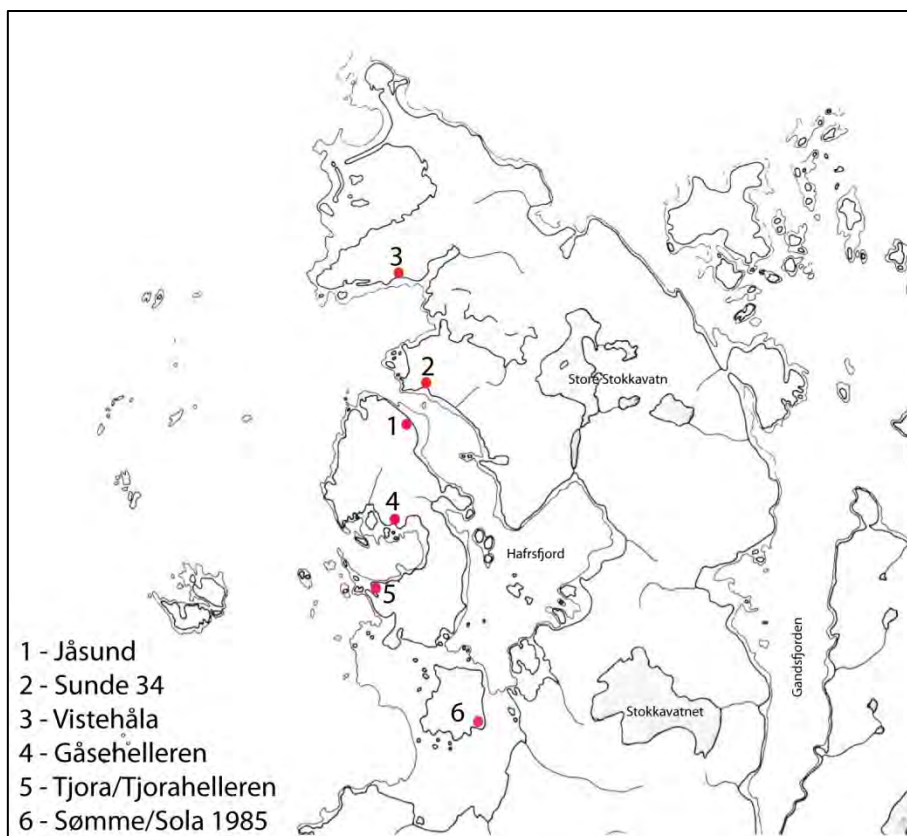 3
2
Store Stokkavatn
1
4
Hafrsfjord
5
Gandsfjorden
Stokkavatnet
6
1 - Jåsund
2 - Sunde 34
3 - Vistehåla
4 - Gåsehelleren
5 - Tjora/Tjorahelleren
6 - Sømme/Sola 1985